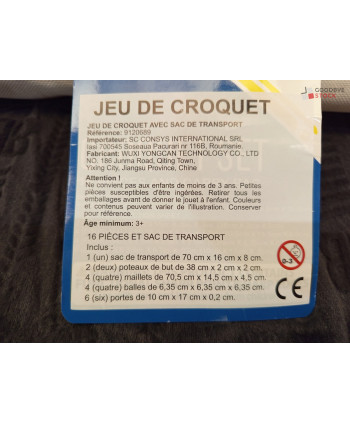 GOODBYE
STOCK
JEU DE CROQUET
JEU DE CROQUET AVEC SAC DE TRANSPORT
Référence: 9120689
Importateur: SC CONSYS INTERNATIONAL SRL
Iasi 700545 Soseaua Pacurari nr 116B, Roumanie,
Fabricant: WUXI YONGCAN TECHNOLOGY CO., LTD
NO. 186 Junma Road, Qiting Town,
Yixing City, Jiangsu Province, Chine
Attention !
Ne convient pas aux enfants de moins de 3 ans. Petites
pièces susceptibles d'être ingérées. Retirez tous les
emballages avant de donner le jouet à l'enfant. Couleurs
et contenus peuvent varier de l'illustration. Conserver
pour référence.
Âge minimum: 3+
16 PIÈCES ET SAC DE TRANSPORT
Inclus :
1 (un) sac de transport de 70 cm x 16 cm x 8 cm.
2 (deux) poteaux de but de 38 cm x 2 cm x 2 cm.
4 (quatre) maillets de 70,5 cm x 14,5 cm x 4,5 cm.
4 (quatre) balles de 6,35 cm x 6,35 cm x 6,35 cm.
6 (six) portes de 10 cm x 17 cm x 0,2 cm.
0-3
CE